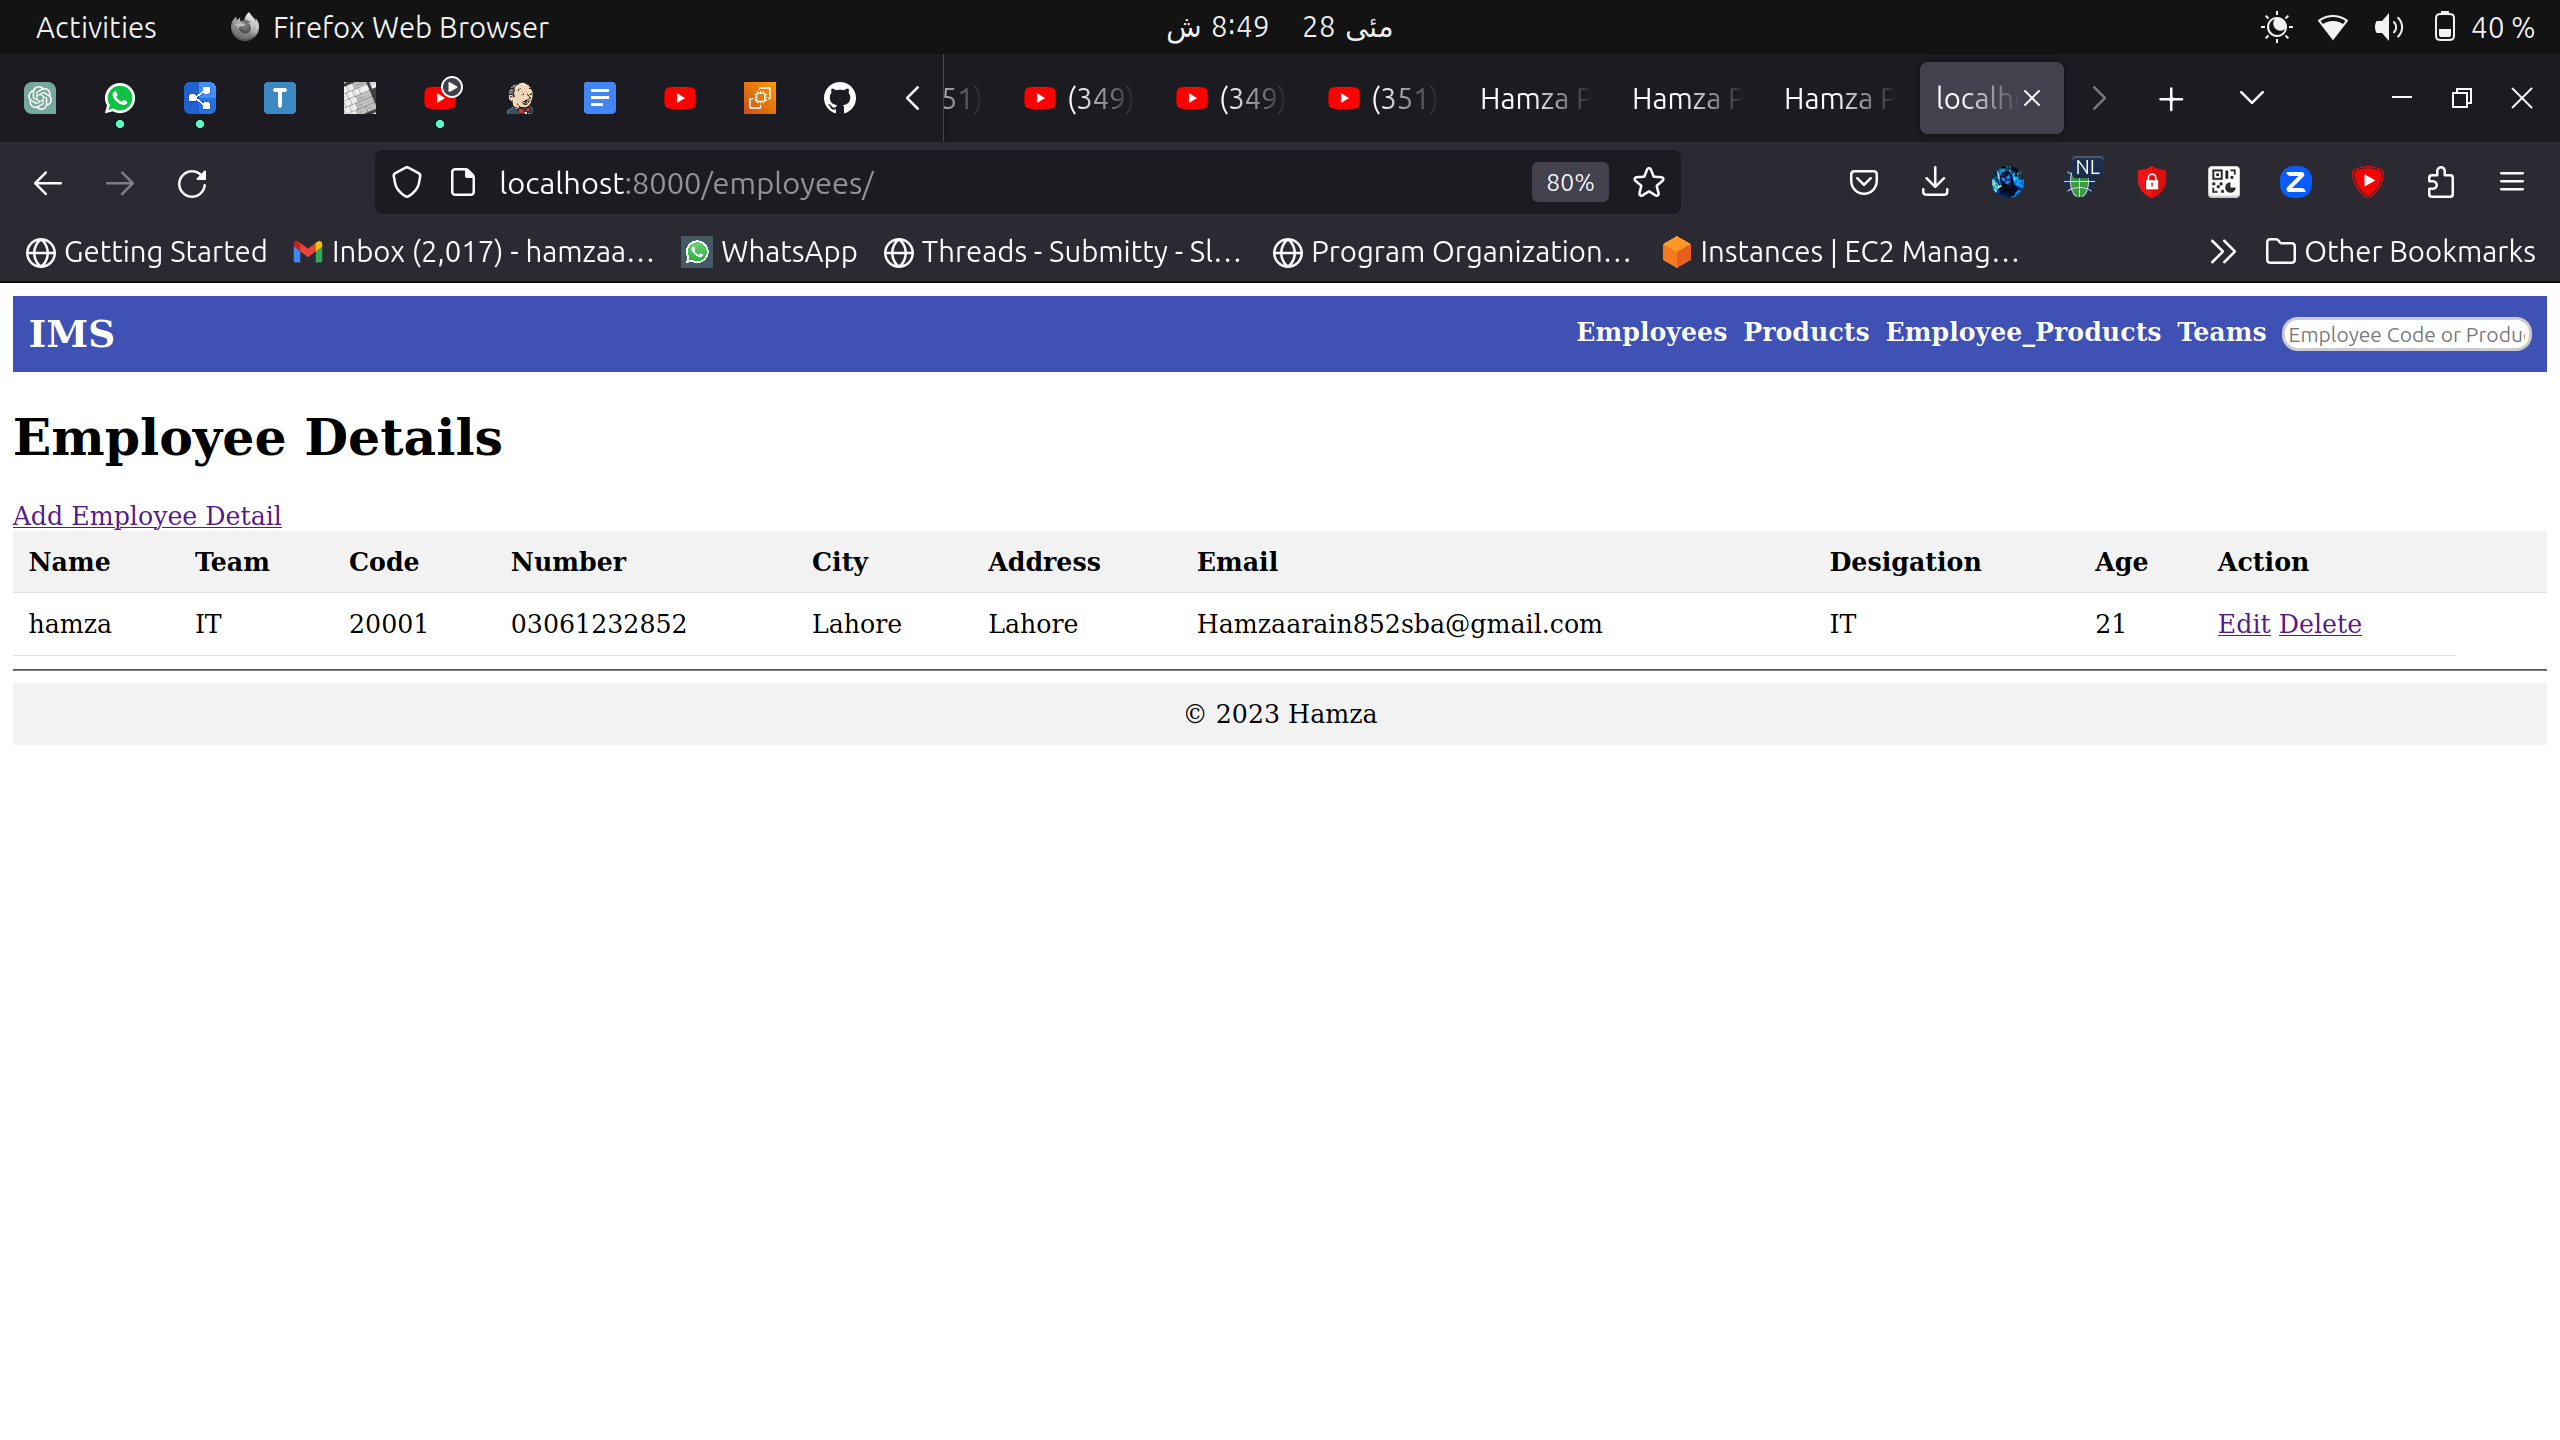 Activities Firefox Web Browser 28 مئی 8:49 ش 40 %
51) (349) (349) (351) Hamza P Hamza P Hamza P localh
localhost:8000/employees/ 80% NL
Getting Started Inbox (2,017) - hamzaa… WhatsApp Threads - Submitty - Sl… Program Organization… Instances | EC2 Manag… Other Bookmarks
IMS Employees Products Employee_Products Teams Employee Code or Produ
Employee Details
Add Employee Detail
Name Team Code Number City Address Email Desigation Age Action
hamza IT 20001 03061232852 Lahore Lahore Hamzaarain852sba@gmail.com IT 21 Edit Delete
© 2023 Hamza